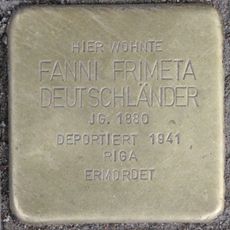 HIER WOHNTE
FANNI FRIMETA
DEUTSCHLÄNDER
JG. 1880
DEPORTIERT 1941
RIGA
ERMORDET